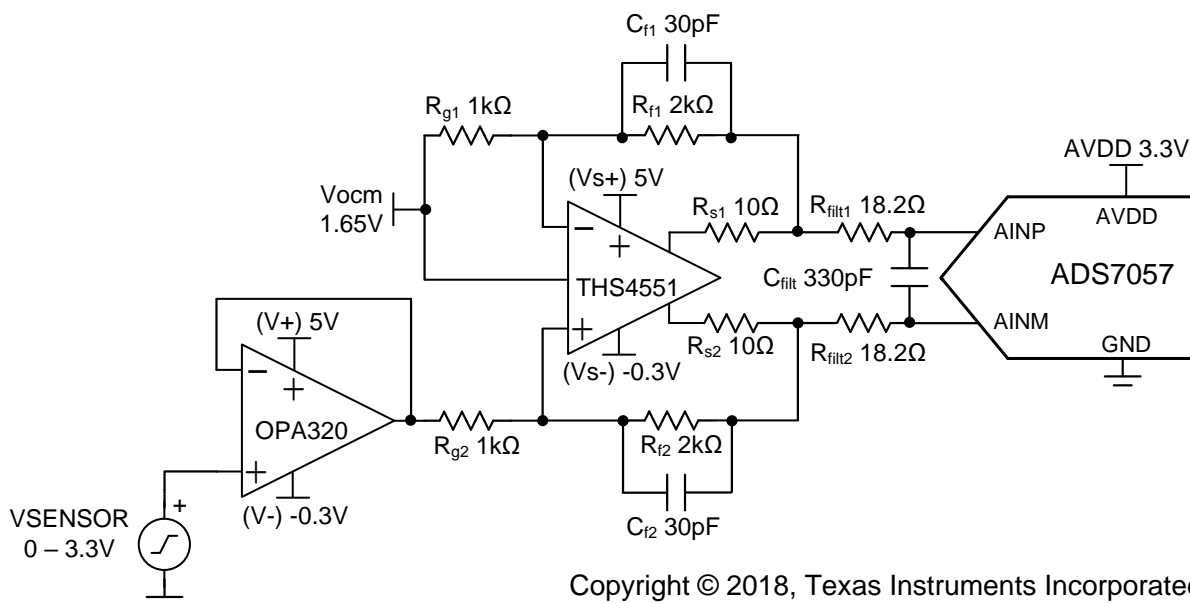 Cf1 30pF
Rg1 1kΩ
Rf1 2kΩ
AVDD 3.3V
Vocm
1.65V
(Vs+) 5V
Rs1 10Ω
Rfilt1 18.2Ω
AVDD
−
+
AINP
THS4551
Cfilt 330pF
ADS7057
+
AINM
(V+) 5V
Rs2 10Ω
Rfilt2 18.2Ω
GND
(Vs-) -0.3V
−
+
OPA320
Rg2 1kΩ
Rf2 2kΩ
+
(V-) -0.3V
Cf2 30pF
VSENSOR
+
0 – 3.3V
Copyright © 2018, Texas Instruments Incorporate